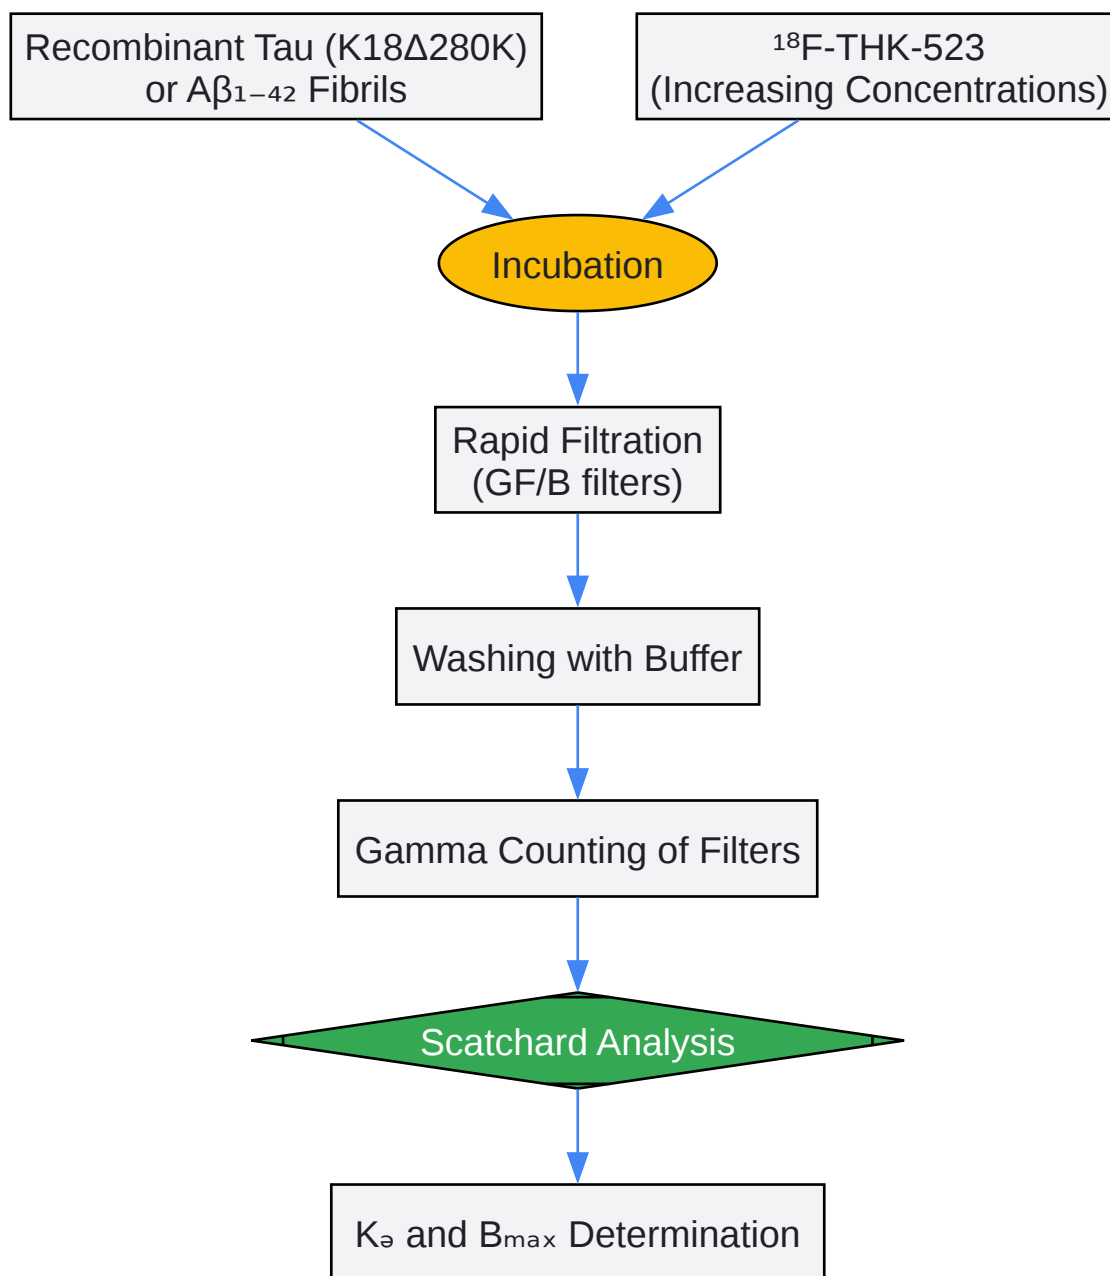 Recombinant Tau (K18Δ280K)
or Aβ₁₋₄₂ Fibrils
¹⁸F-THK-523
(Increasing Concentrations)
Incubation
Rapid Filtration
(GF/B filters)
Washing with Buffer
Gamma Counting of Filters
Scatchard Analysis
Kₔ and Bₘₐₓ Determination